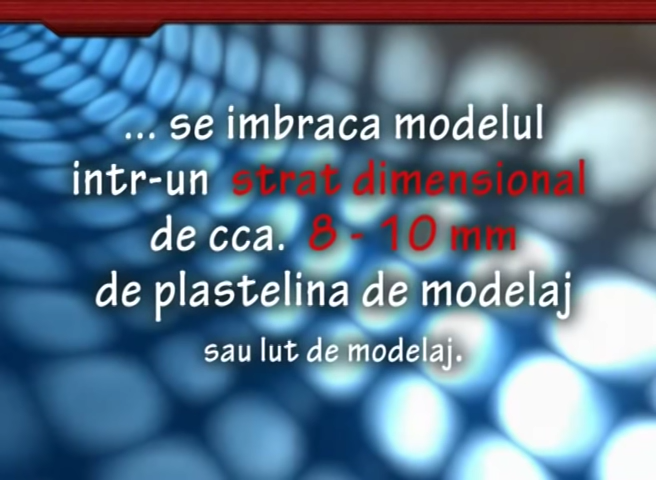 ... se imbraca modelul
intr-un strat dimensional
de cca. 8 - 10 mm
de plastelina de modelaj
sau lut de modelaj.